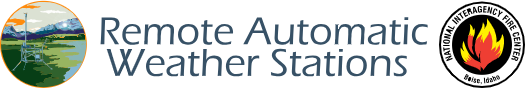 Remote Automatic
Weather Stations
NATIONAL INTERAGENCY FIRE CENTER
Boise, Idaho